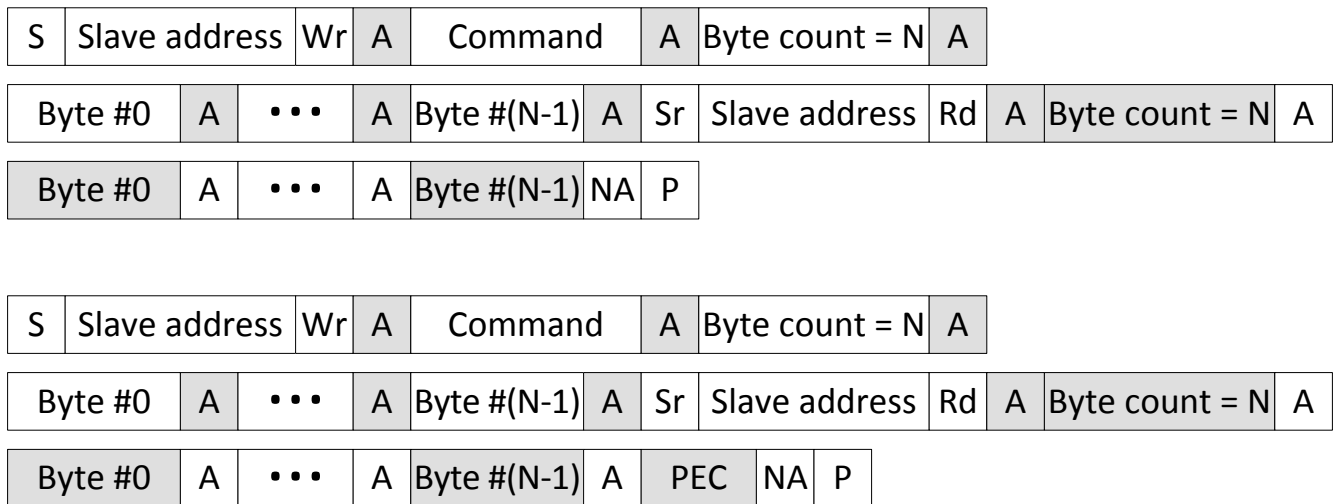 S Slave address Wr A Command A Byte count = N A
Byte #0 A ••• A Byte #(N-1) A Sr Slave address Rd A Byte count = N A
Byte #0 A ••• A Byte #(N-1) NA P
S Slave address Wr A Command A Byte count = N A
Byte #0 A ••• A Byte #(N-1) A Sr Slave address Rd A Byte count = N A
Byte #0 A ••• A Byte #(N-1) A PEC NA P